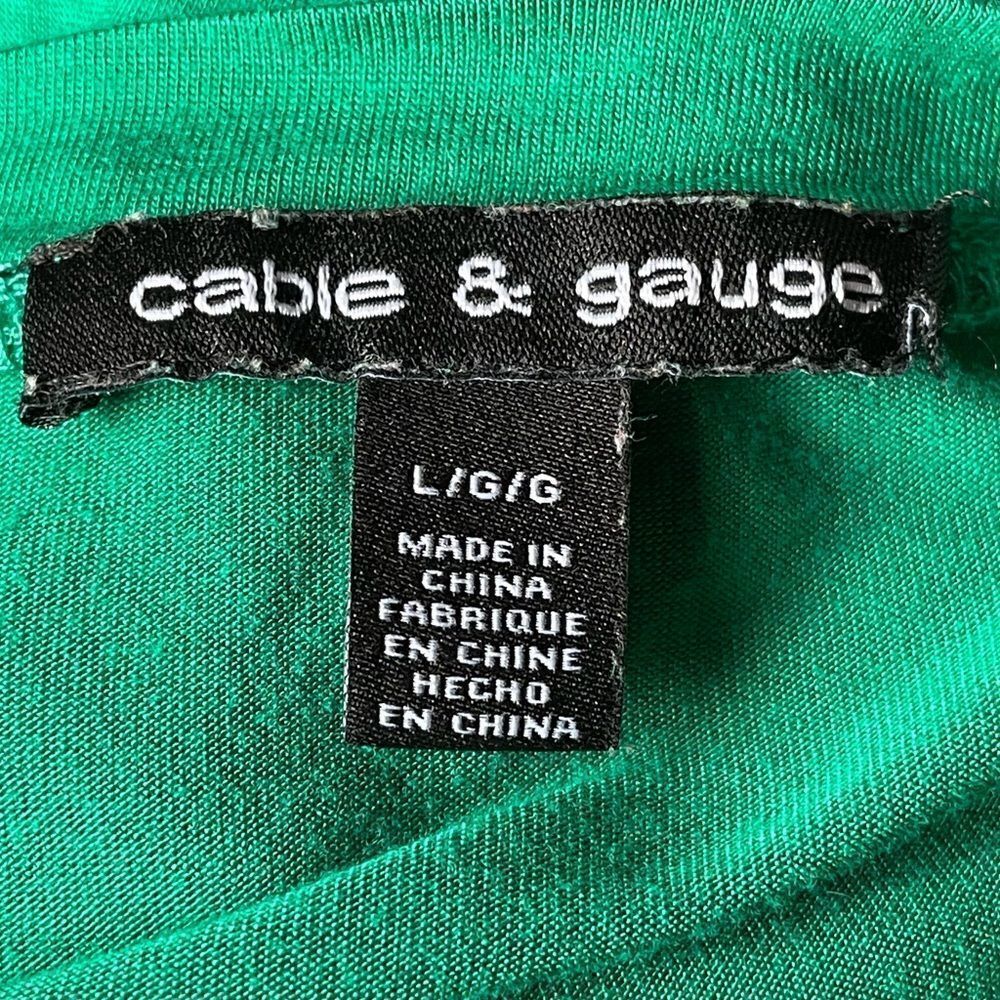 cable & gauge
L/G/G
MADE IN
CHINA
FABRIQUE
EN CHINE
HECHO
EN CHINA